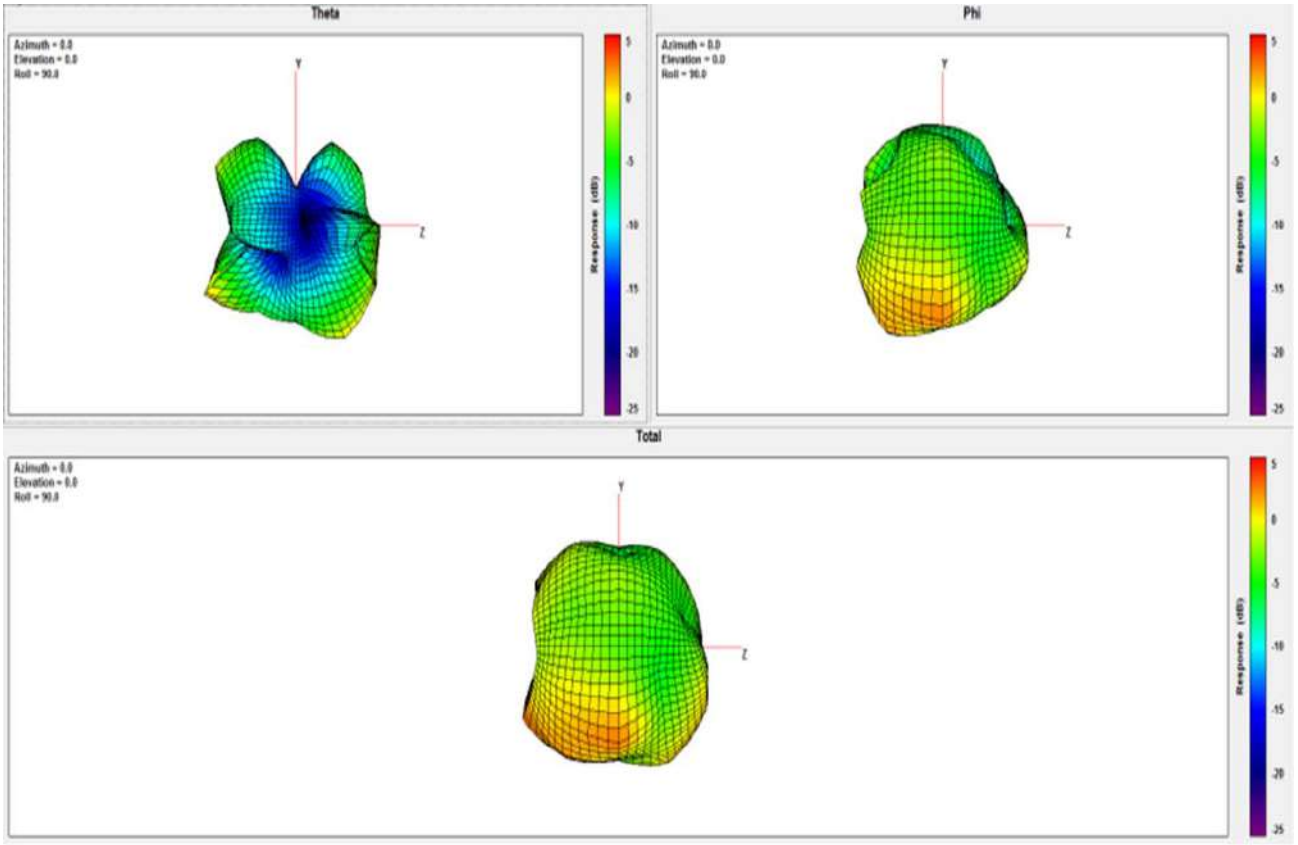 Theta
Azimuth = 0.0
Elevation = 0.0
Roll = 90.0
Y
Z
5
0
-5
-10
-15
-20
-25
Response (dB)
Phi
Azimuth = 0.0
Elevation = 0.0
Roll = 90.0
Y
Z
5
0
-5
-10
-15
-20
-25
Response (dB)
Total
Azimuth = 0.0
Elevation = 0.0
Roll = 90.0
Y
Z
5
0
-5
-10
-15
-20
-25
Response (dB)